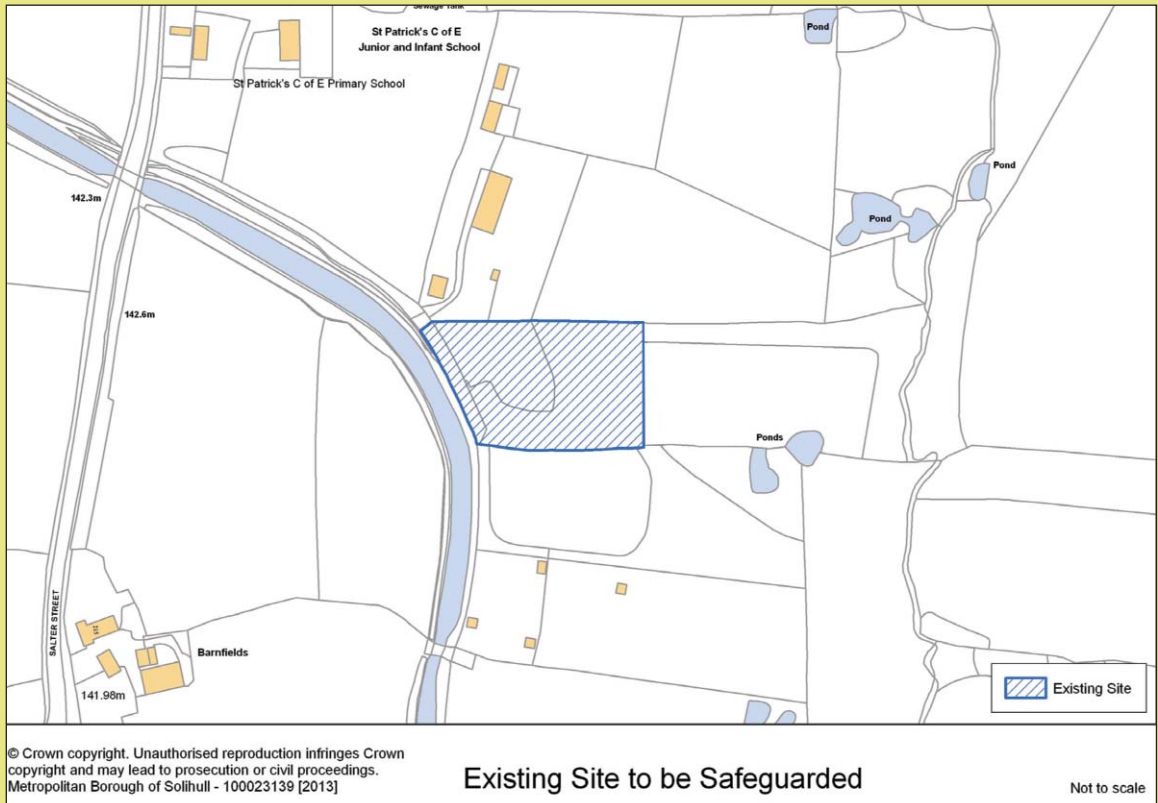 Sewage Tank
St Patrick's C of E
Junior and Infant School
Pond
St Patrick's C of E Primary School
Pond
142.3m
Pond
142.6m
Ponds
SALTER STREET
Barnfields
141.98m
Existing Site
© Crown copyright. Unauthorised reproduction infringes Crown
copyright and may lead to prosecution or civil proceedings.
Metropolitan Borough of Solihull - 100023139 [2013]
Existing Site to be Safeguarded
Not to scale